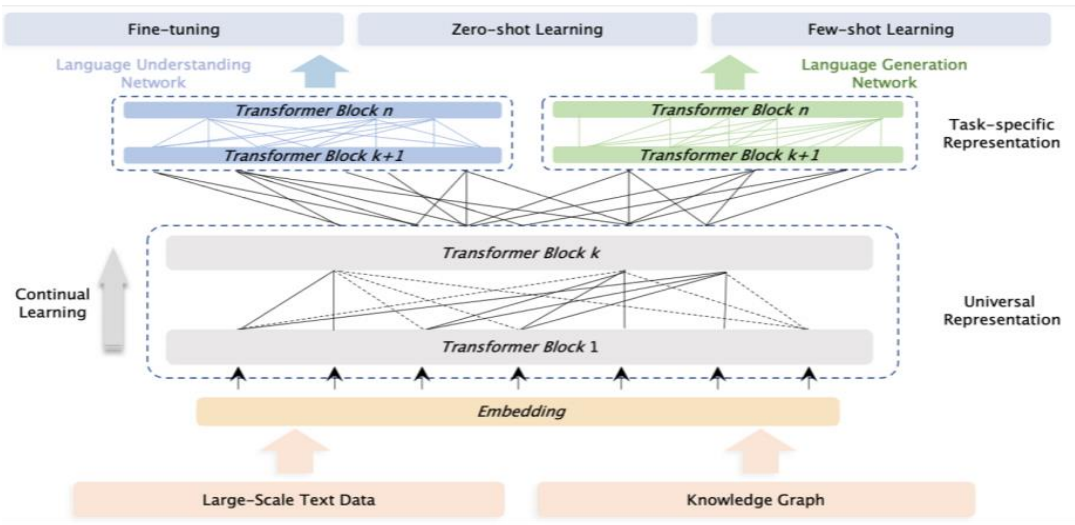 Fine-tuning
Zero-shot Learning
Few-shot Learning
Language Understanding
Network
Language Generation
Network
Transformer Block n
Transformer Block n
Transformer Block k+1
Transformer Block k+1
Task-specific
Representation
Transformer Block k
Continual
Learning
Universal
Representation
Transformer Block 1
Embedding
Large-Scale Text Data
Knowledge Graph